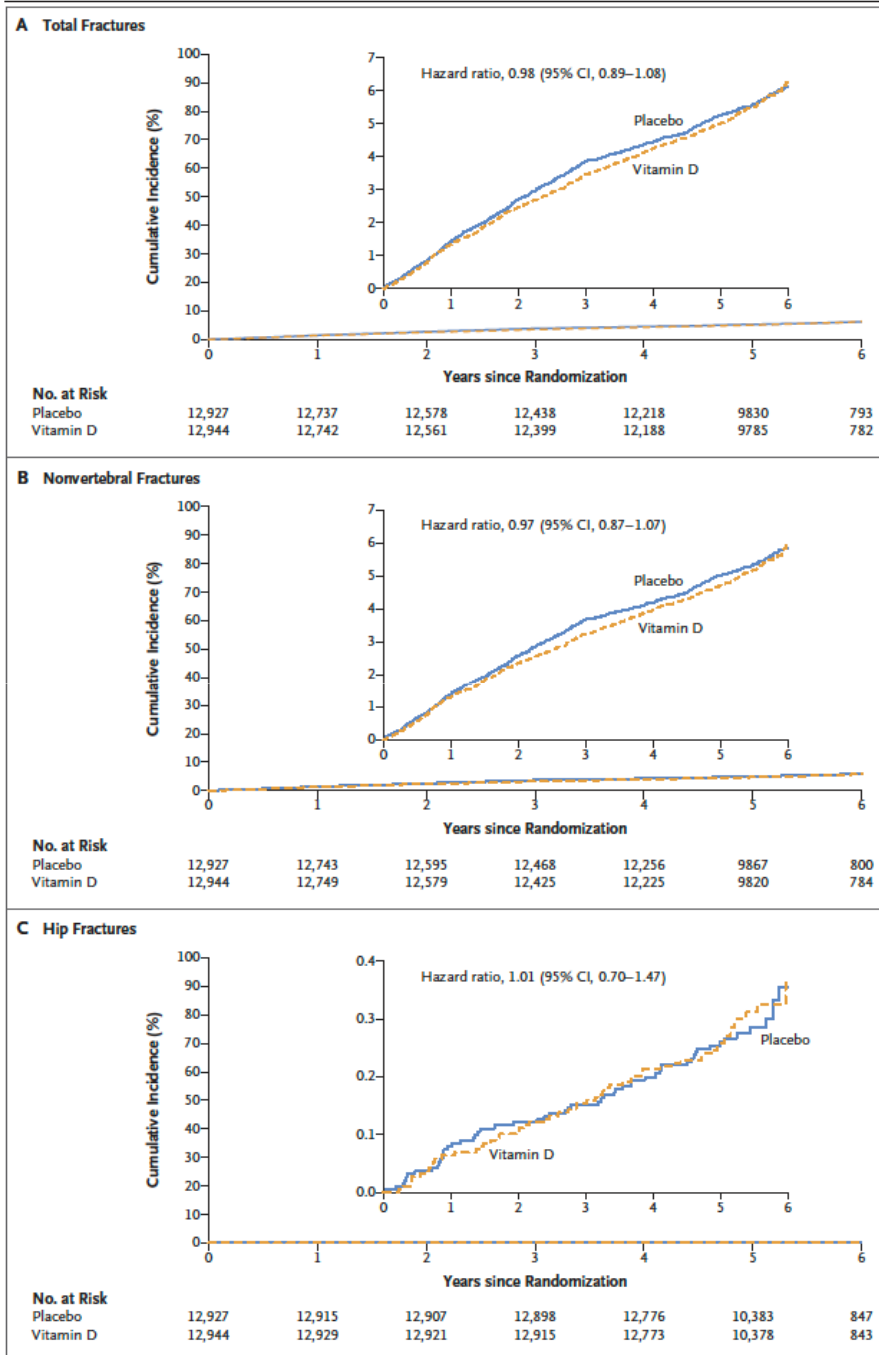 A Total Fractures
100
90
80
70
60
50
40
30
20
10
0
Cumulative Incidence (%)
7
6
5
4
3
2
1
0
Hazard ratio, 0.98 (95% CI, 0.89–1.08)
Placebo
Vitamin D
0 1 2 3 4 5 6
0 1 2 3 4 5 6
Years since Randomization
No. at Risk
Placebo 12,927 12,737 12,578 12,438 12,218 9830 793
Vitamin D 12,944 12,742 12,561 12,399 12,188 9785 782
B Nonvertebral Fractures
100
90
80
70
60
50
40
30
20
10
0
Cumulative Incidence (%)
7
6
5
4
3
2
1
0
Hazard ratio, 0.97 (95% CI, 0.87–1.07)
Placebo
Vitamin D
0 1 2 3 4 5 6
0 1 2 3 4 5 6
Years since Randomization
No. at Risk
Placebo 12,927 12,743 12,595 12,468 12,256 9867 800
Vitamin D 12,944 12,749 12,579 12,425 12,225 9820 784
C Hip Fractures
100
90
80
70
60
50
40
30
20
10
0
Cumulative Incidence (%)
0.4
0.3
0.2
0.1
0.0
Hazard ratio, 1.01 (95% CI, 0.70–1.47)
Placebo
Vitamin D
0 1 2 3 4 5 6
0 1 2 3 4 5 6
Years since Randomization
No. at Risk
Placebo 12,927 12,915 12,907 12,898 12,776 10,383 847
Vitamin D 12,944 12,929 12,921 12,915 12,773 10,378 843